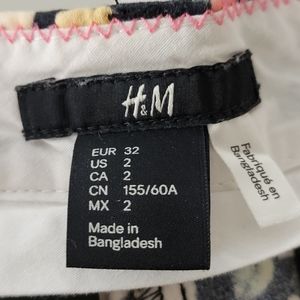 H&M
EUR 32
US 2
CA 2
CN 155/60A
MX 2
Made in
Bangladesh
Fabriqué en
Bangladesh